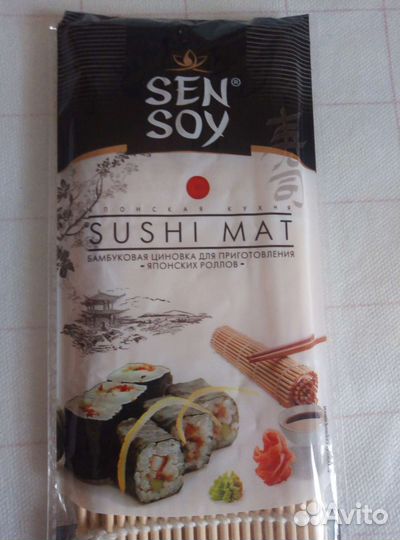 SEN®
SOY
ЯПОНСКАЯ КУХНЯ
SUSHI MAT
БАМБУКОВАЯ ЦИНОВКА ДЛЯ ПРИГОТОВЛЕНИЯ
- ЯПОНСКИХ РОЛЛОВ -
Avito